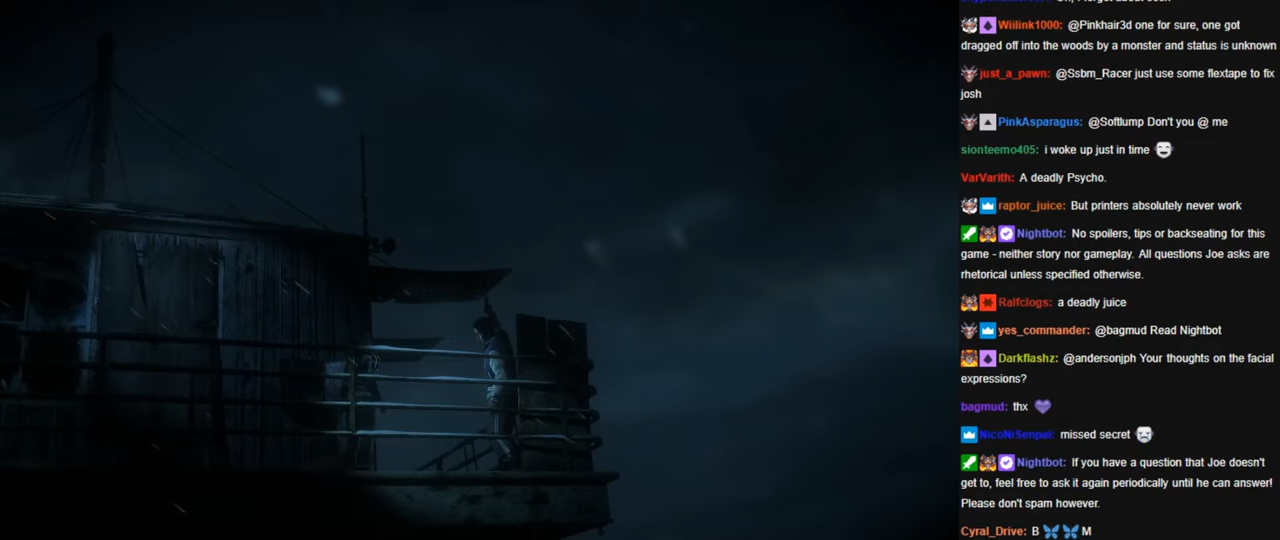 Wiilink1000: @Pinkhair3d one for sure, one got
dragged off into the woods by a monster and status is unknown
just_a_pawn: @Ssbm_Racer just use some flextape to fix
josh
PinkAsparagus: @Softlump Don't you @ me
sionteemo405: i woke up just in time
VarVarith: A deadly Psycho.
raptor_juice: But printers absolutely never work
Nightbot: No spoilers, tips or backseating for this
game - neither story nor gameplay. All questions Joe asks are
rhetorical unless specified otherwise.
Ralfclogs: a deadly juice
yes_commander: @bagmud Read Nightbot
Darkflashz: @andersonjph Your thoughts on the facial
expressions?
bagmud: thx
NicoNiSenpai: missed secret
Nightbot: If you have a question that Joe doesn't
get to, feel free to ask it again periodically until he can answer!
Please don't spam however.
Cyral_Drive: B M